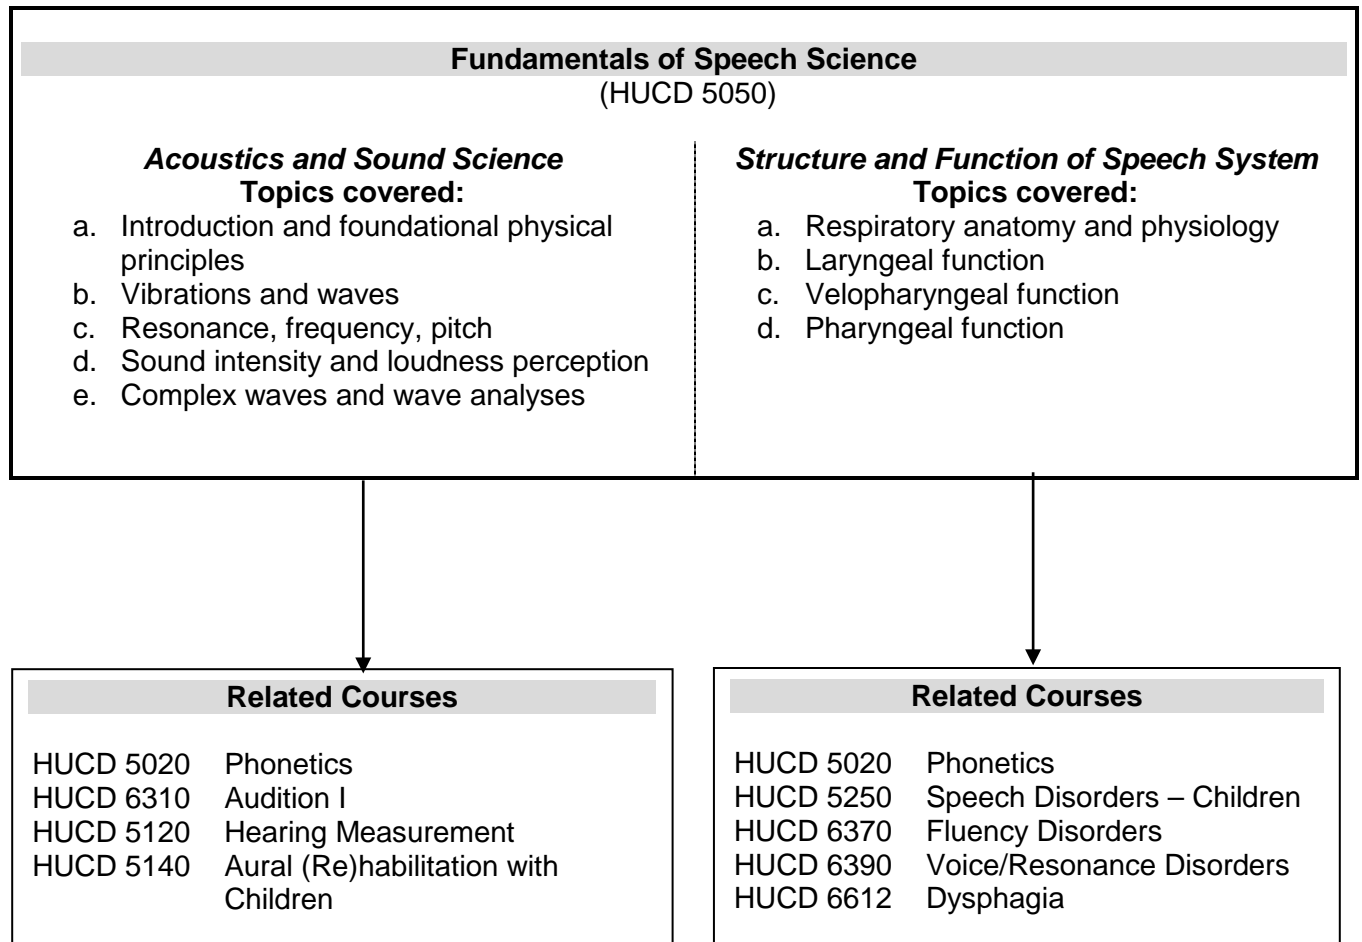 Fundamentals of Speech Science
(HUCD 5050)
Acoustics and Sound Science
Topics covered:
a. Introduction and foundational physical
principles
b. Vibrations and waves
c. Resonance, frequency, pitch
d. Sound intensity and loudness perception
e. Complex waves and wave analyses
Structure and Function of Speech System
Topics covered:
a. Respiratory anatomy and physiology
b. Laryngeal function
c. Velopharyngeal function
d. Pharyngeal function
Related Courses
HUCD 5020 Phonetics
HUCD 6310 Audition I
HUCD 5120 Hearing Measurement
HUCD 5140 Aural (Re)habilitation with
Children
Related Courses
HUCD 5020 Phonetics
HUCD 5250 Speech Disorders – Children
HUCD 6370 Fluency Disorders
HUCD 6390 Voice/Resonance Disorders
HUCD 6612 Dysphagia